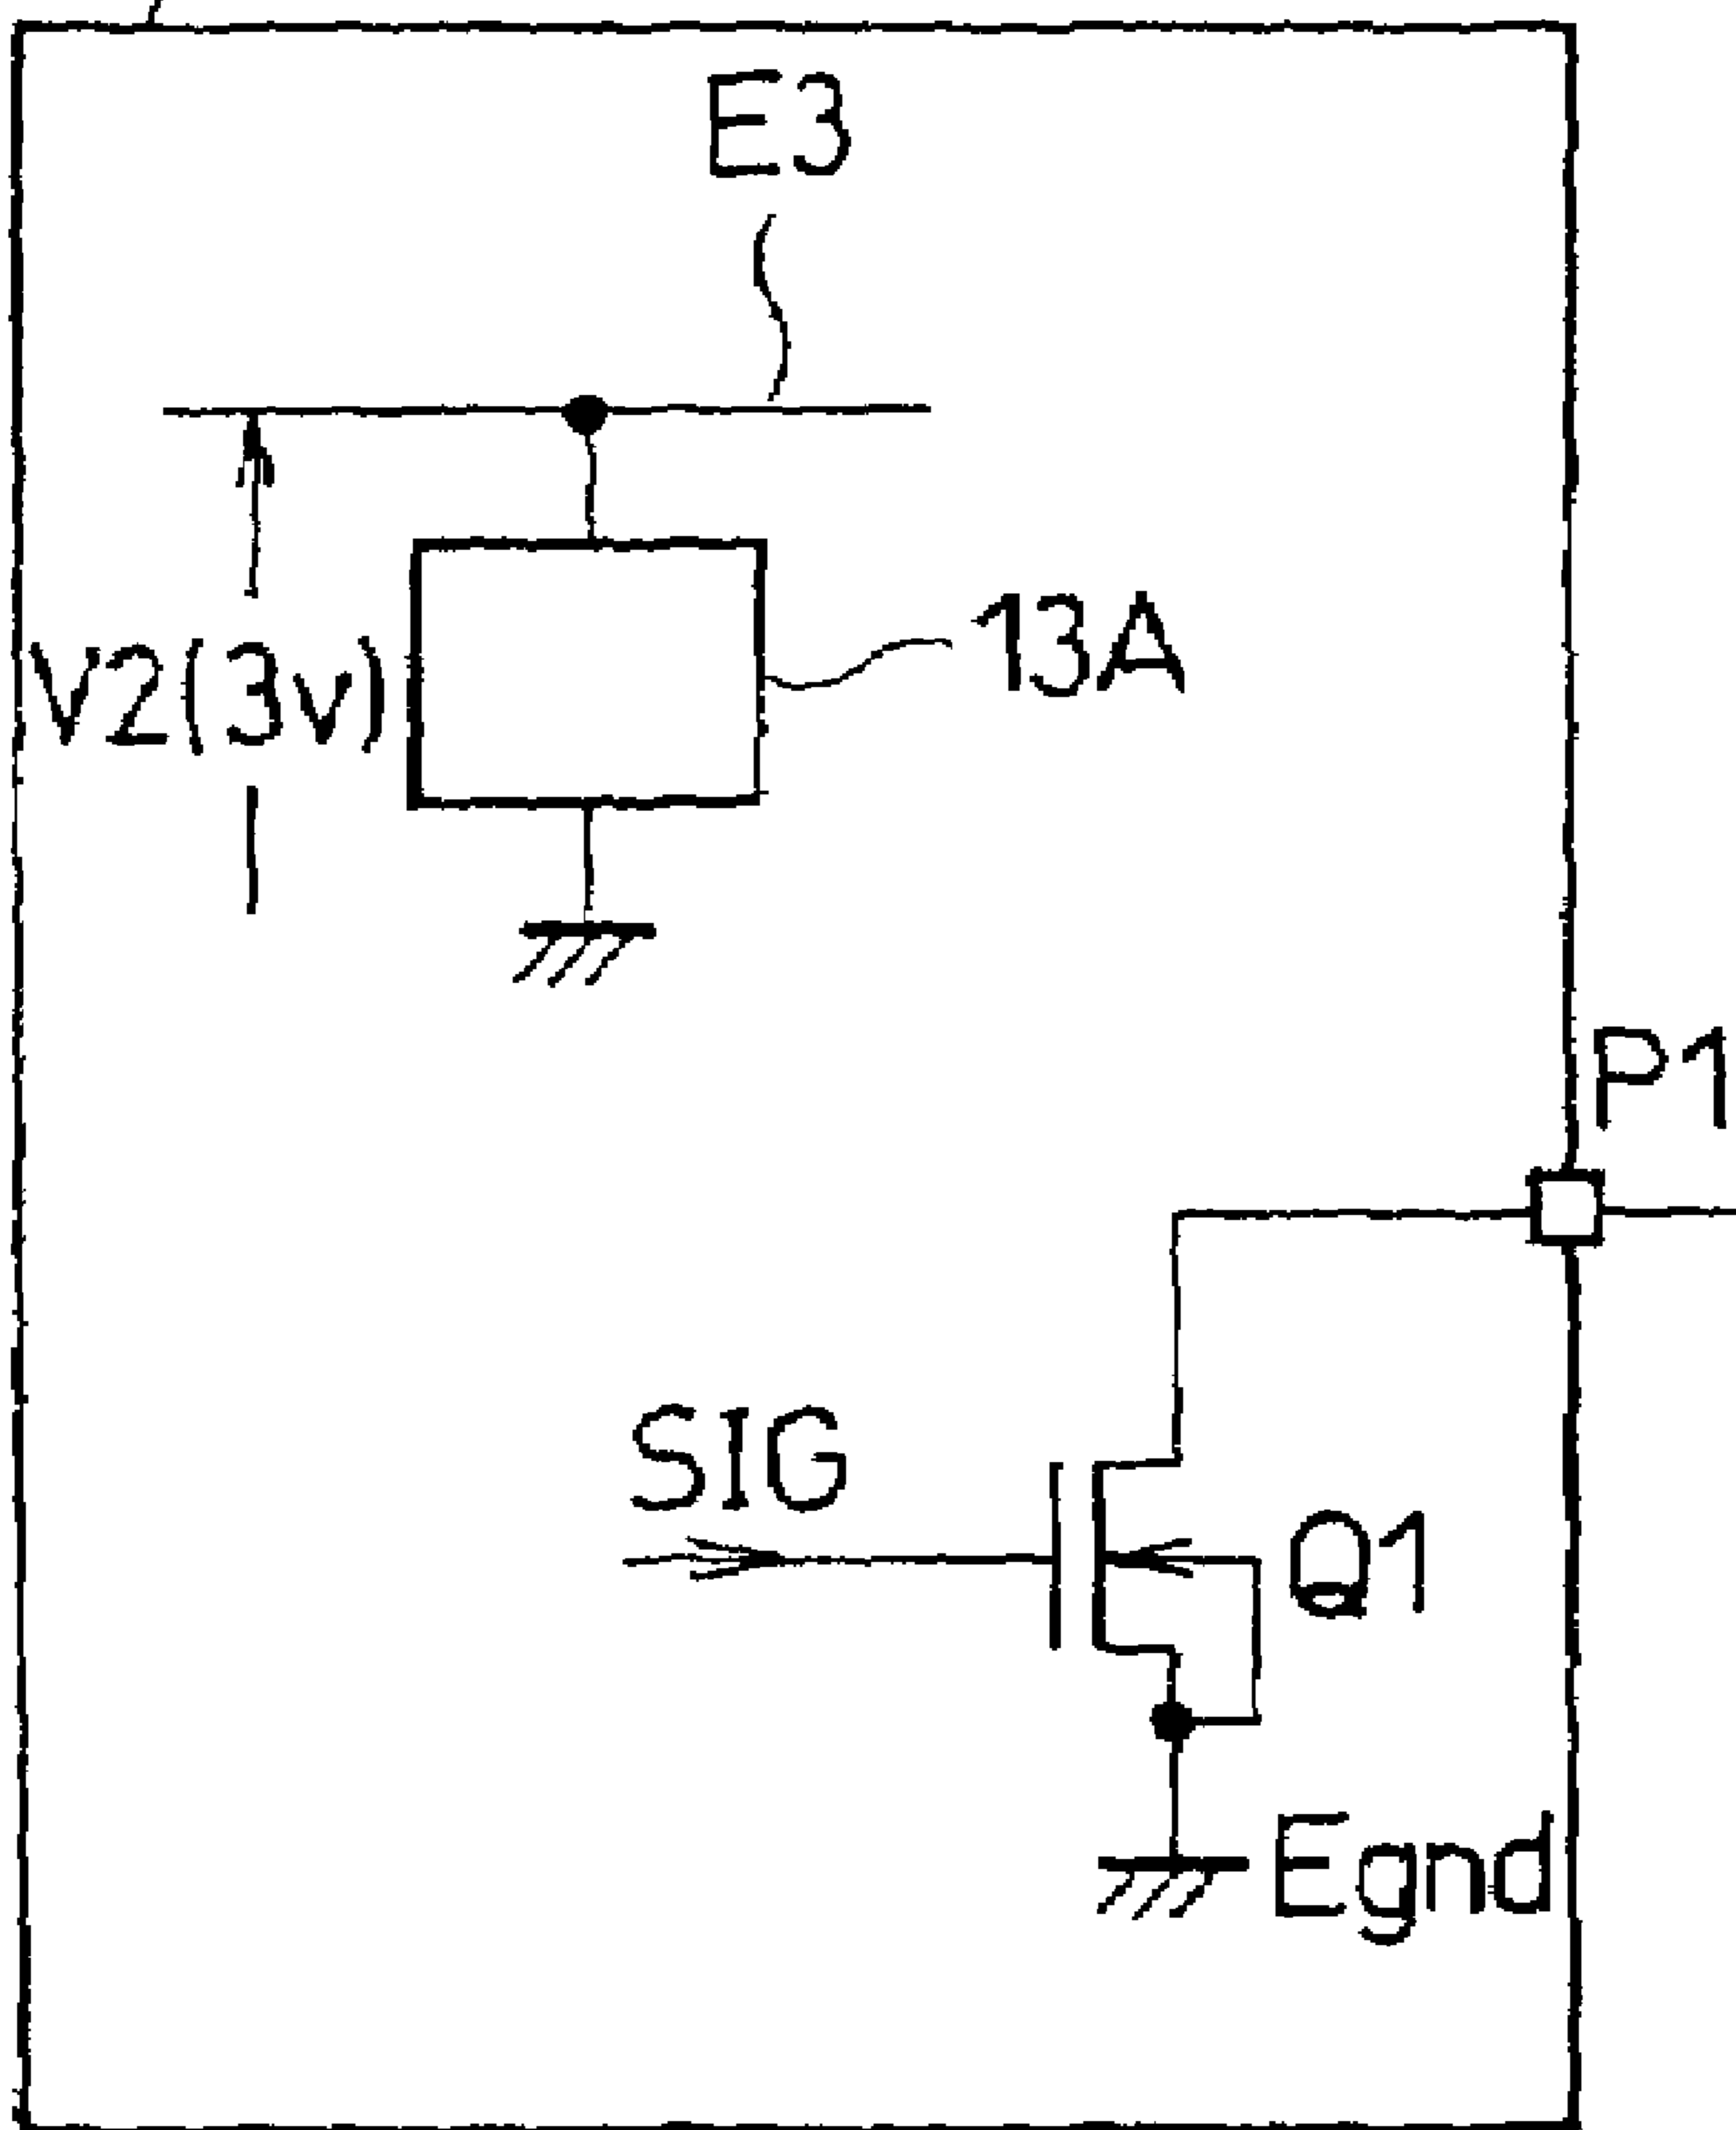 E3
13A
V2(3v)
P1
SIG
Q1
Egnd